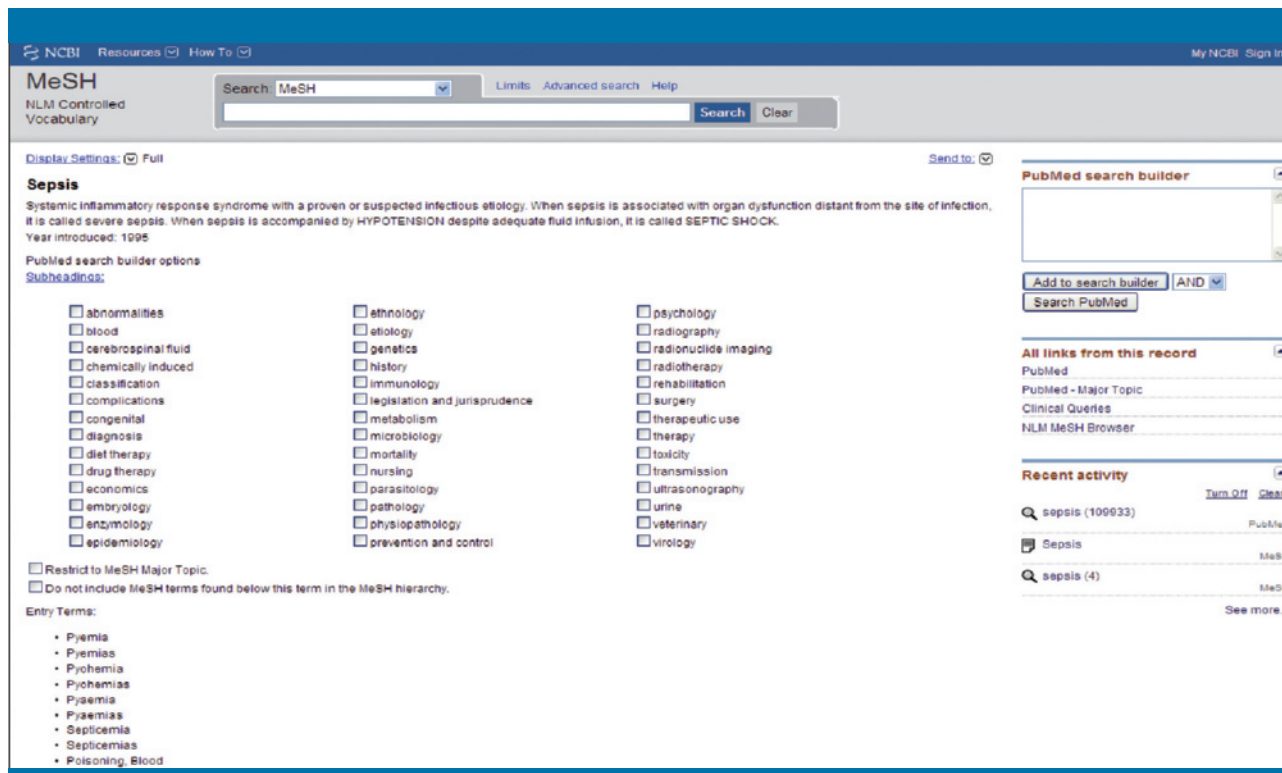 NCBI Resources How To My NCBI Sign In
MeSH
NLM Controlled
Vocabulary
Search: MeSH
Limits Advanced search Help
Search Clear
Display Settings: Full
Send to:
Sepsis
Systemic inflammatory response syndrome with a proven or suspected infectious etiology. When sepsis is associated with organ dysfunction distant from the site of infection,
it is called severe sepsis. When sepsis is accompanied by HYPOTENSION despite adequate fluid infusion, it is called SEPTIC SHOCK.
Year introduced: 1995
PubMed search builder options
Subheadings:
abnormalities
blood
cerebrospinal fluid
chemically induced
classification
complications
congenital
diagnosis
diet therapy
drug therapy
economics
embryology
enzymology
epidemiology
ethnology
etiology
genetics
history
immunology
legislation and jurisprudence
metabolism
microbiology
mortality
nursing
parasitology
pathology
physiopathology
prevention and control
psychology
radiography
radionuclide imaging
radiotherapy
rehabilitation
surgery
therapeutic use
therapy
toxicity
transmission
ultrasonography
urine
veterinary
virology
Restrict to MeSH Major Topic.
Do not include MeSH terms found below this term in the MeSH hierarchy.
Entry Terms:
• Pyemia
• Pyemias
• Pyohemia
• Pyohemias
• Pyaemia
• Pyaemias
• Septicemia
• Septicemias
• Poisoning, Blood
PubMed search builder
Add to search builder AND
Search PubMed
All links from this record
PubMed
PubMed - Major Topic
Clinical Queries
NLM MeSH Browser
Recent activity
Turn Off Clear
sepsis (109933)
PubMe
Sepsis
MeS
sepsis (4)
MeS
See more.